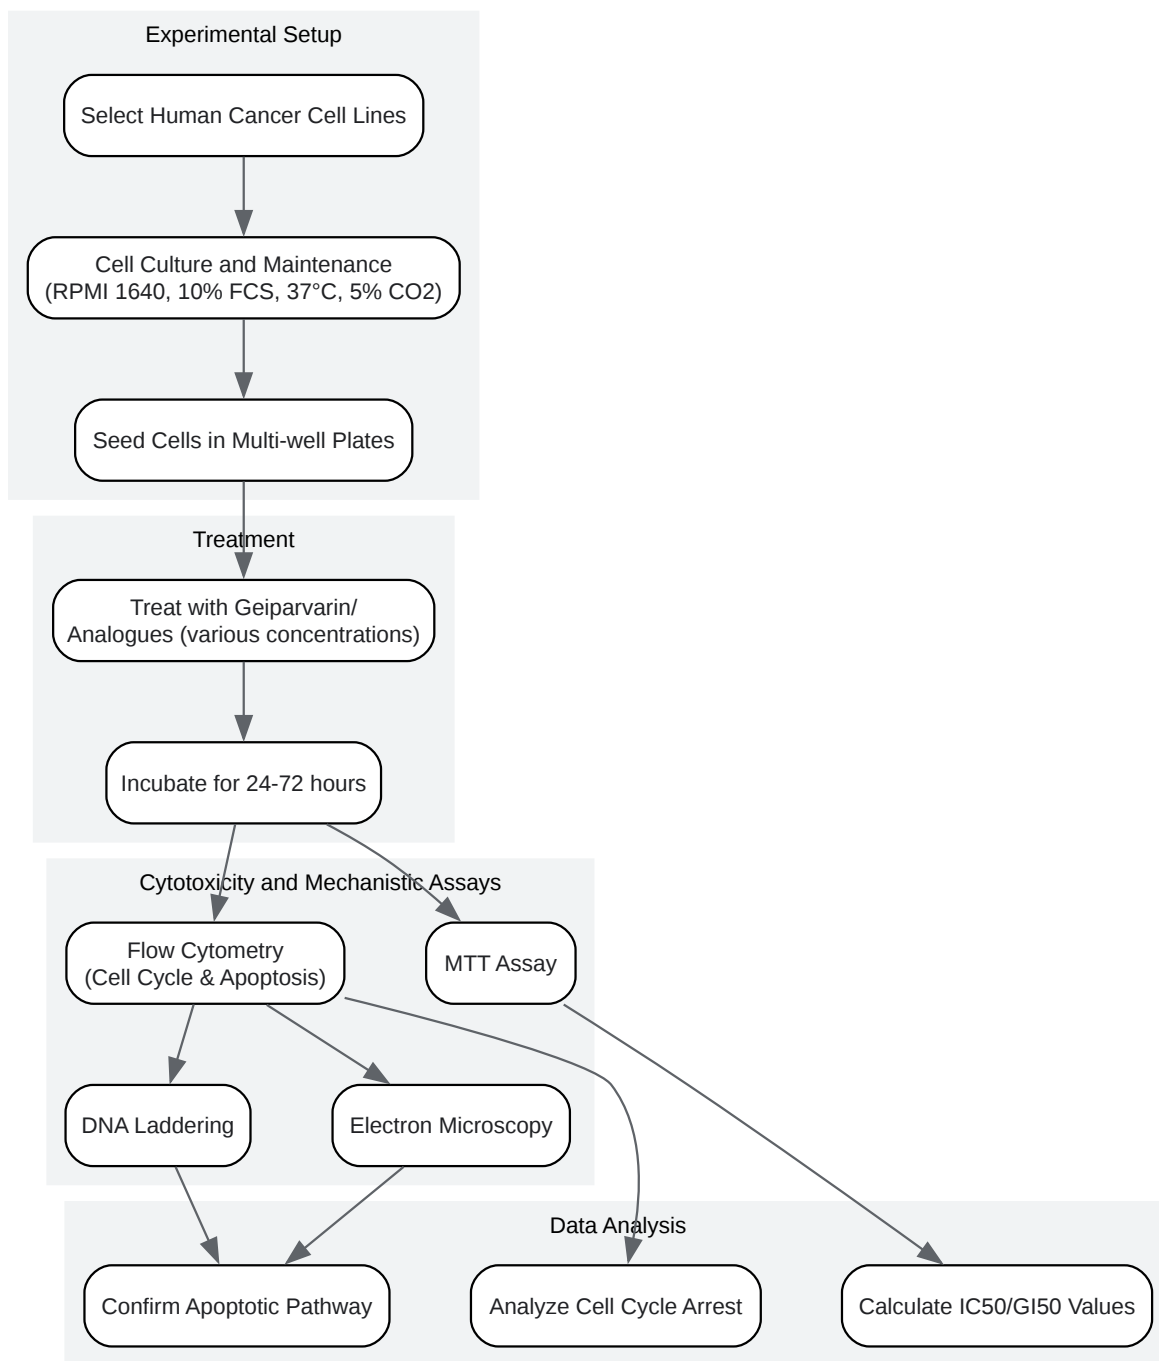 Experimental Setup
Select Human Cancer Cell Lines
Cell Culture and Maintenance
(RPMI 1640, 10% FCS, 37°C, 5% CO2)
Seed Cells in Multi-well Plates
Treatment
Treat with Geiparvarin/
Analogues (various concentrations)
Incubate for 24-72 hours
Cytotoxicity and Mechanistic Assays
Flow Cytometry
(Cell Cycle & Apoptosis)
MTT Assay
DNA Laddering
Electron Microscopy
Data Analysis
Confirm Apoptotic Pathway
Analyze Cell Cycle Arrest
Calculate IC50/GI50 Values